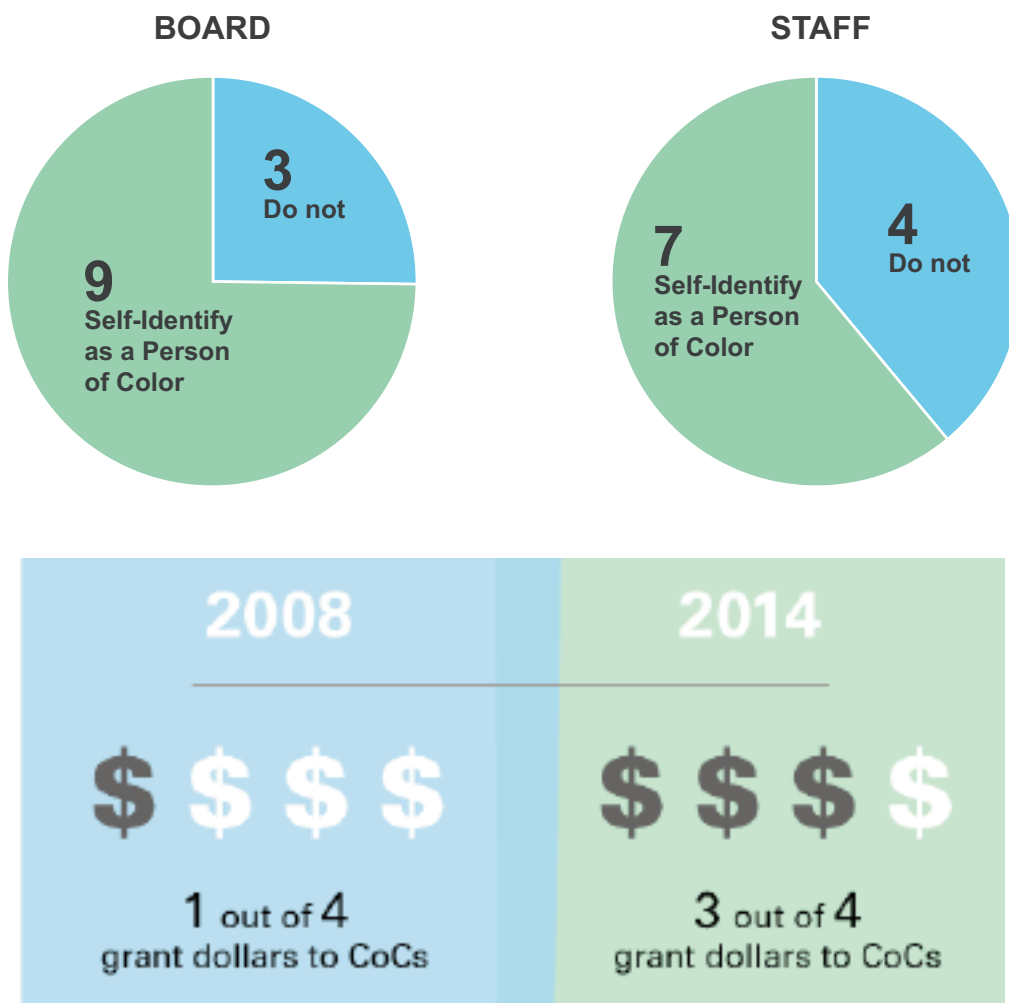 BOARD
3
Do not
9
Self-Identify
as a Person
of Color
STAFF
4
Do not
7
Self-Identify
as a Person
of Color
2008
$ $ $ $
1 out of 4
grant dollars to CoCs
2014
$ $ $ $
3 out of 4
grant dollars to CoCs